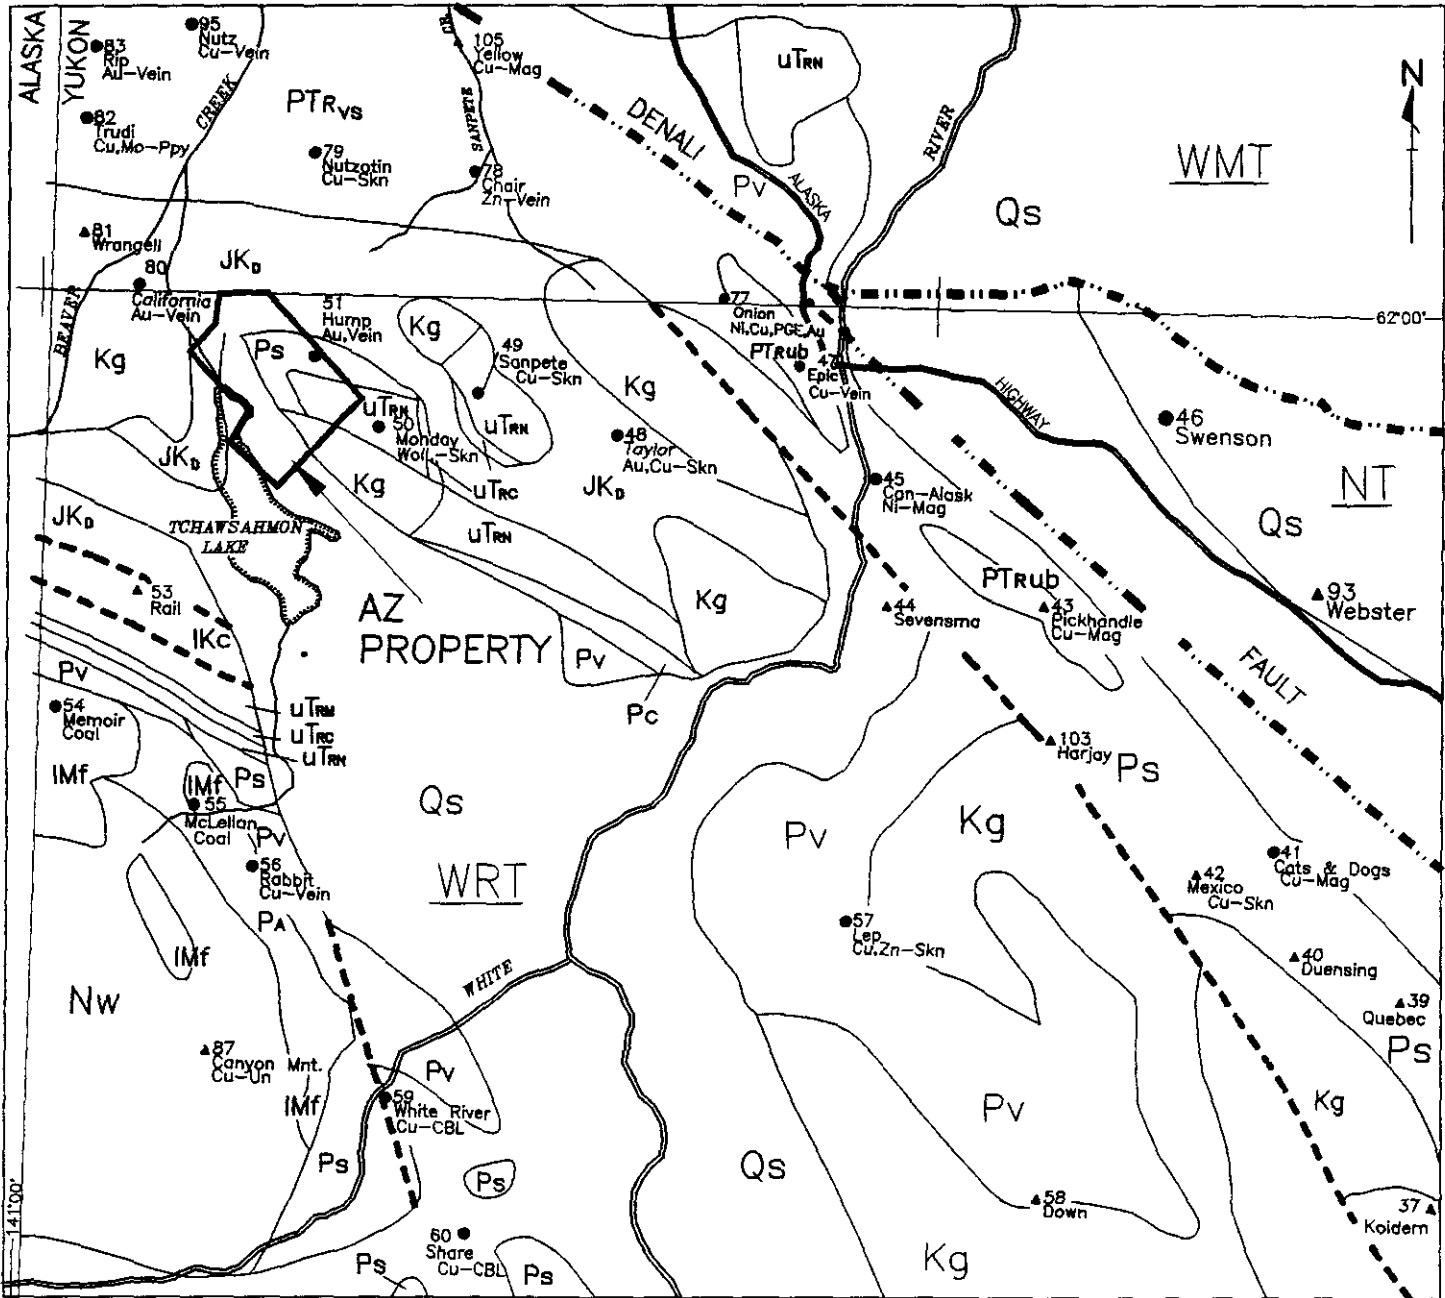 ALASKA
YUKON
95
Nutz
Cu-Vein
83
Rip
Au-Vein
82
Trudi
Cu,Mo-Ppy
CREEK
PTRvs
79
Nutzotin
Cu-Skn
SANPETE
CR.
105
Yellow
Cu-Mag
78
Chair
Zn-Vein
DENALI
uTRN
Pv
ALASKA
RIVER
WMT
Qs
N
81
Wrangell
80
California
Au-Vein
BEAVER
JKD
51
Hump
Au,Vein
Kg
Ps
Kg
49
Sanpete
Cu-Skn
uTRN
uTRN
50
Monday
Woll.-Skn
Kg
48
Taylor
Au,Cu-Skn
JKD
77
Onion
Ni,Cu,PGE,Au
PTRub
47
Epic
Cu-Vein
62°00'
HIGHWAY
46
Swenson
NT
Qs
JKD
Kg
uTRC
uTRN
45
Can-Alask
Ni-Mag
JKD
TCHAWSAHMON
LAKE
53
Rail
IKc
AZ
PROPERTY
Kg
44
Sevensma
PTRub
43
Pickhandle
Cu-Mag
93
Webster
FAULT
Pv
Pv
Pc
54
Memoir
Coal
uTRM
uTRC
uTRN
IMf
IMf
Ps
55
McLellan
Coal
Pv
Qs
103
Harjay
Ps
Pv
Kg
56
Rabbit
Cu-Vein
PA
WRT
41
Cats & Dogs
Cu-Mag
42
Mexico
Cu-Skn
57
Lep
Cu,Zn-Skn
IMf
WHITE
40
Duensing
39
Quebec
Ps
Nw
87
Canyon
Cu-Un
Mnt.
IMf
Pv
59
White River
Cu-CBL
Pv
Kg
Ps
Ps
Qs
58
Down
37
Koidern
141°00'
60
Share
Cu-CBL
Ps
Ps
Kg